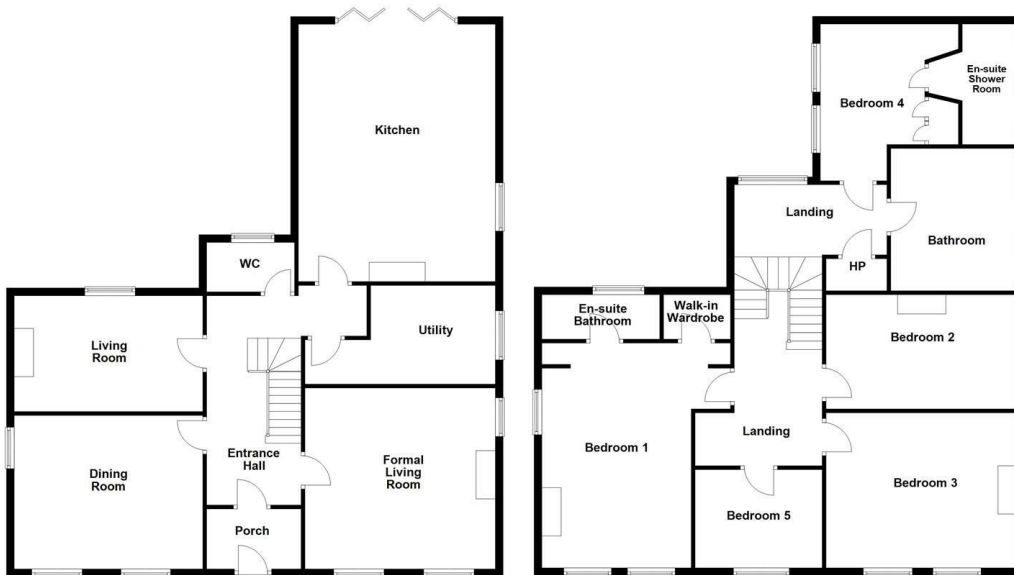 Kitchen
WC
Living
Room
Utility
Dining
Room
Entrance
Hall
Formal
Living
Room
Porch
En-suite
Shower
Room
Bedroom 4
Landing
Bathroom
HP
En-suite
Bathroom
Walk-in
Wardrobe
Bedroom 2
Bedroom 1
Landing
Bedroom 3
Bedroom 5